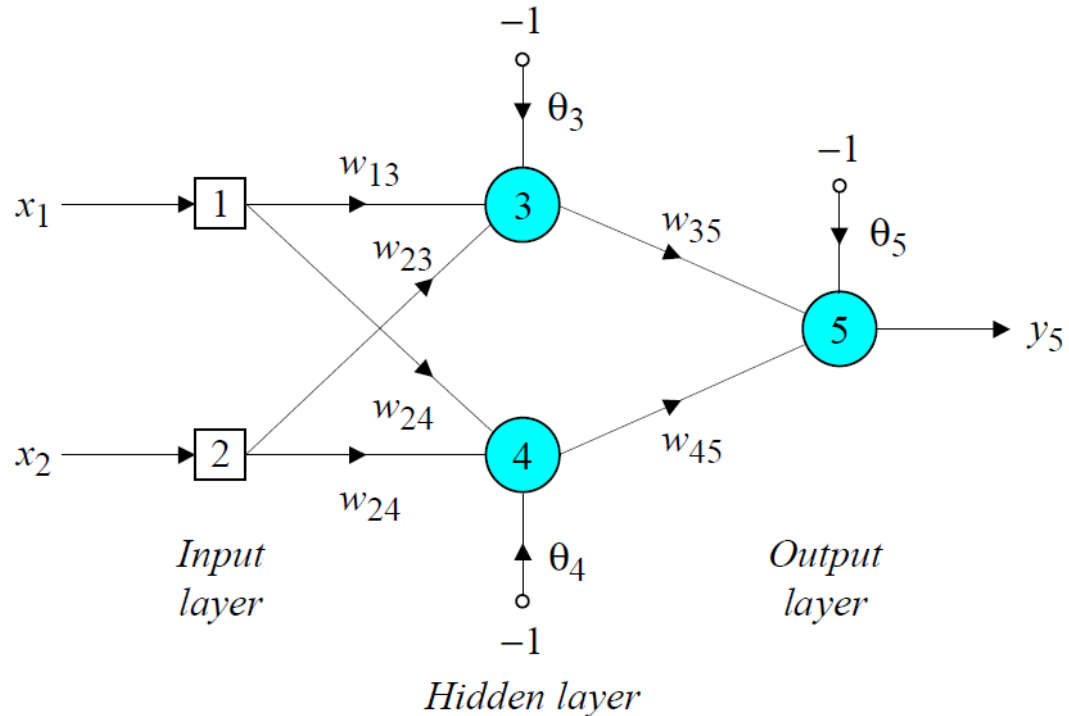 −1
θ3
w13
−1
x1
1
3
w35
θ5
w23
5
y5
w24
x2
2
4
w45
w24
Input
layer
θ4
Output
layer
−1
Hidden layer